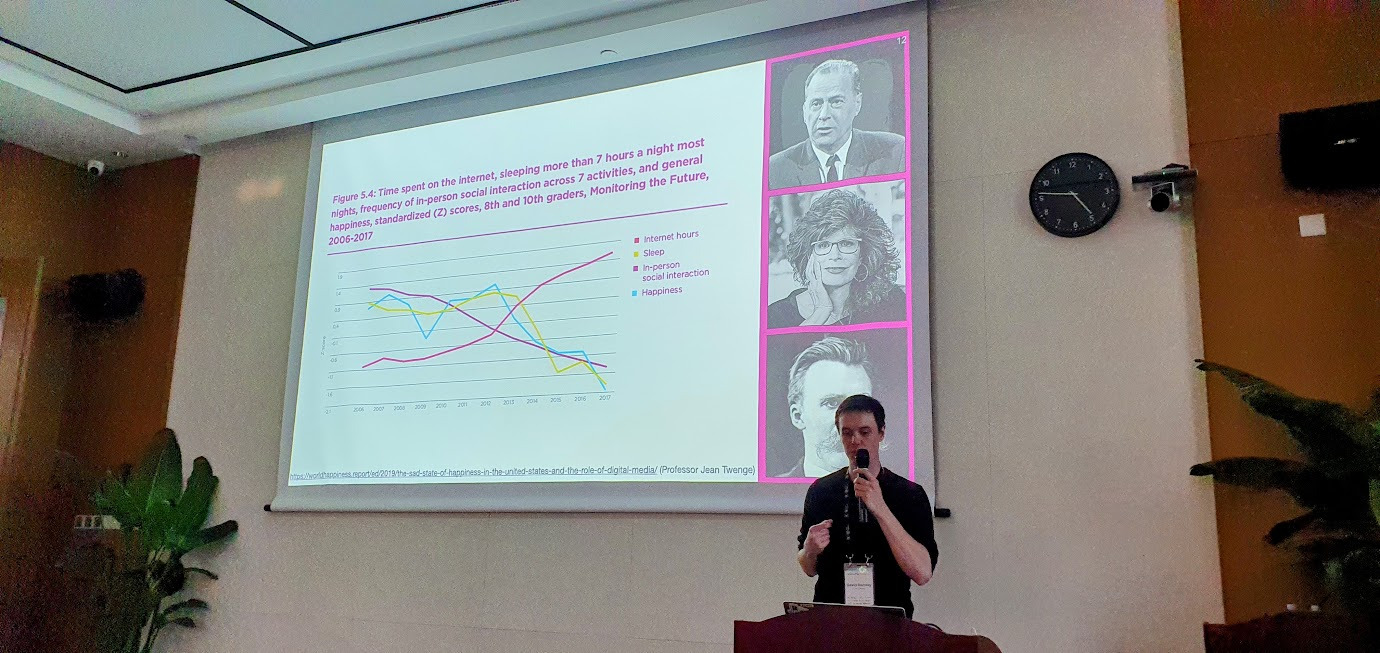 12
Figure 5.4: Time spent on the internet, sleeping more than 7 hours a night most
nights, frequency of in-person social interaction across 7 activities, and general
happiness, standardized (Z) scores, 8th and 10th graders, Monitoring the Future,
2006-2017
Internet hours
Sleep
In-person
social interaction
Happiness
2006 2007 2008 2009 2010 2011 2012 2013 2014 2015 2016 2017
https://worldhappiness.report/ed/2019/the-sad-state-of-happiness-in-the-united-states-and-the-role-of-digital-media/ (Professor Jean Twenge)
12
1
2
3
4
5
6
7
8
9
10
11